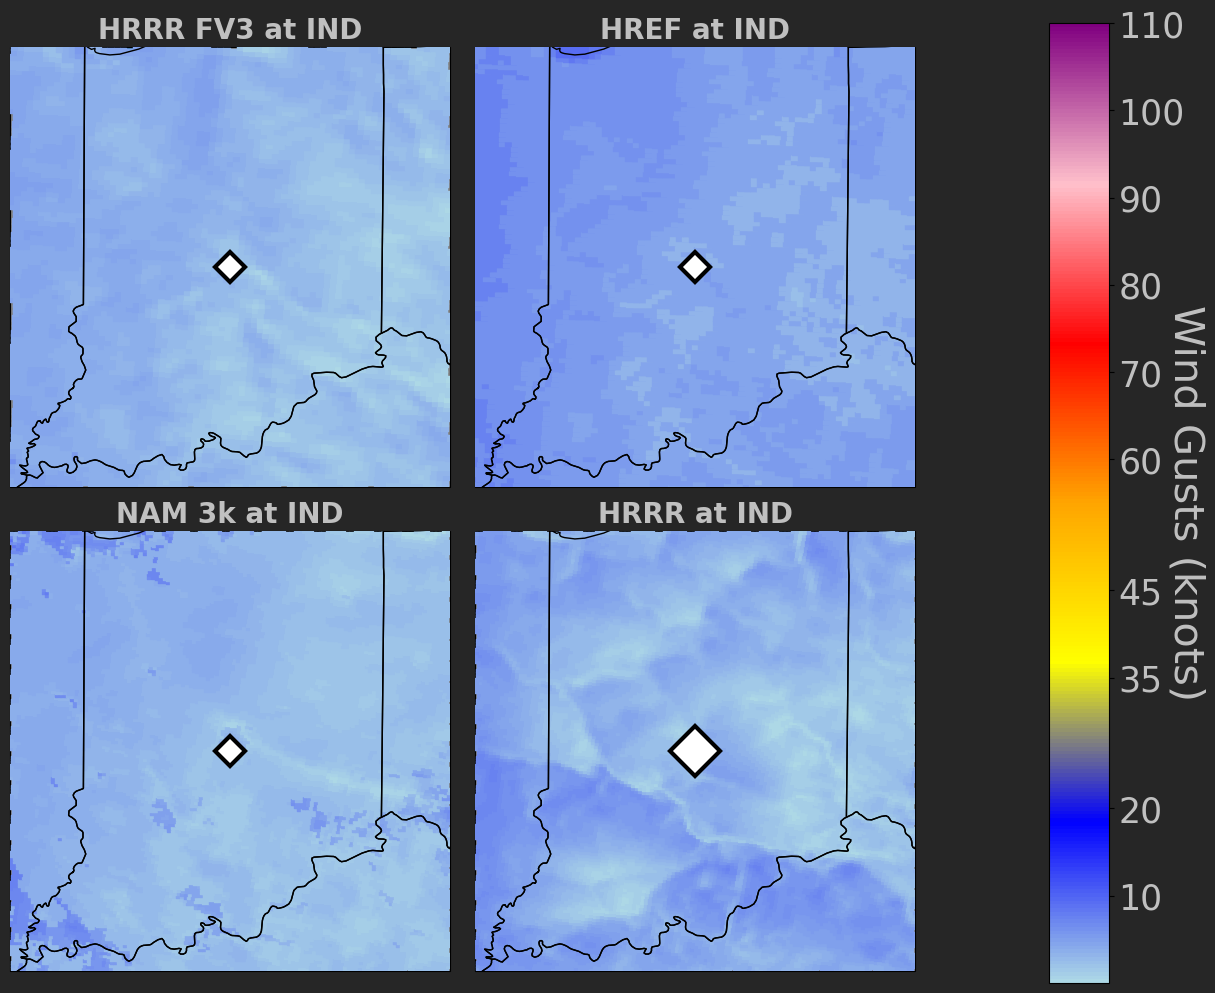 HRRR FV3 at IND
HREF at IND
NAM 3k at IND
HRRR at IND
110
100
90
80
70
60
45
35
20
10
Wind Gusts (knots)